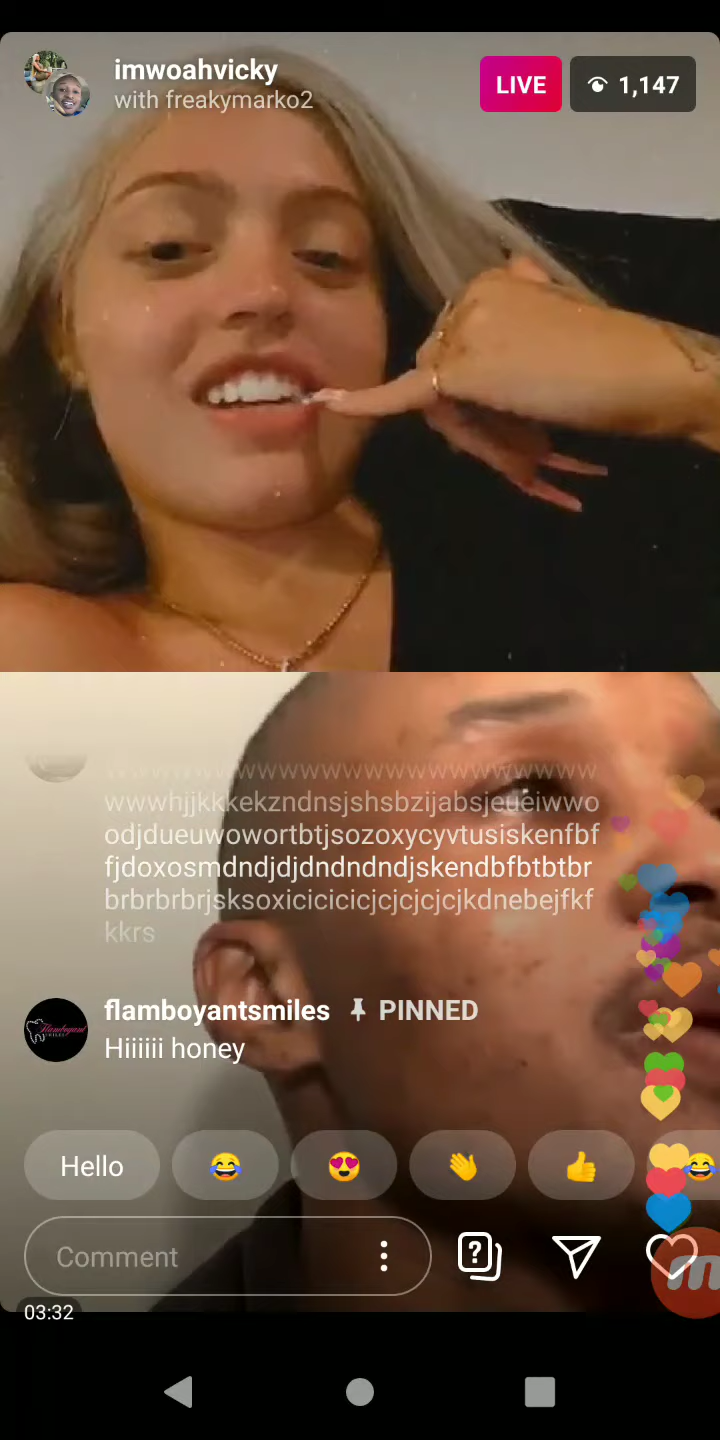 imwoahvicky
with freakymarko2
LIVE
1,147
wwwhjjkkkekzndnsjshsbzijabsjeueiwwo
odjdueuwowortbtjsozoxycyvtusiskenfbf
fjdoxosmdndjdjdndndndjskendbfbtbtbr
brbrbrbrjsksoxicicicicjcjcjcjcjkdnebejfkf
kkrs
flamboyantsmiles PINNED
Hiiiiii honey
Hello
Comment
03:32